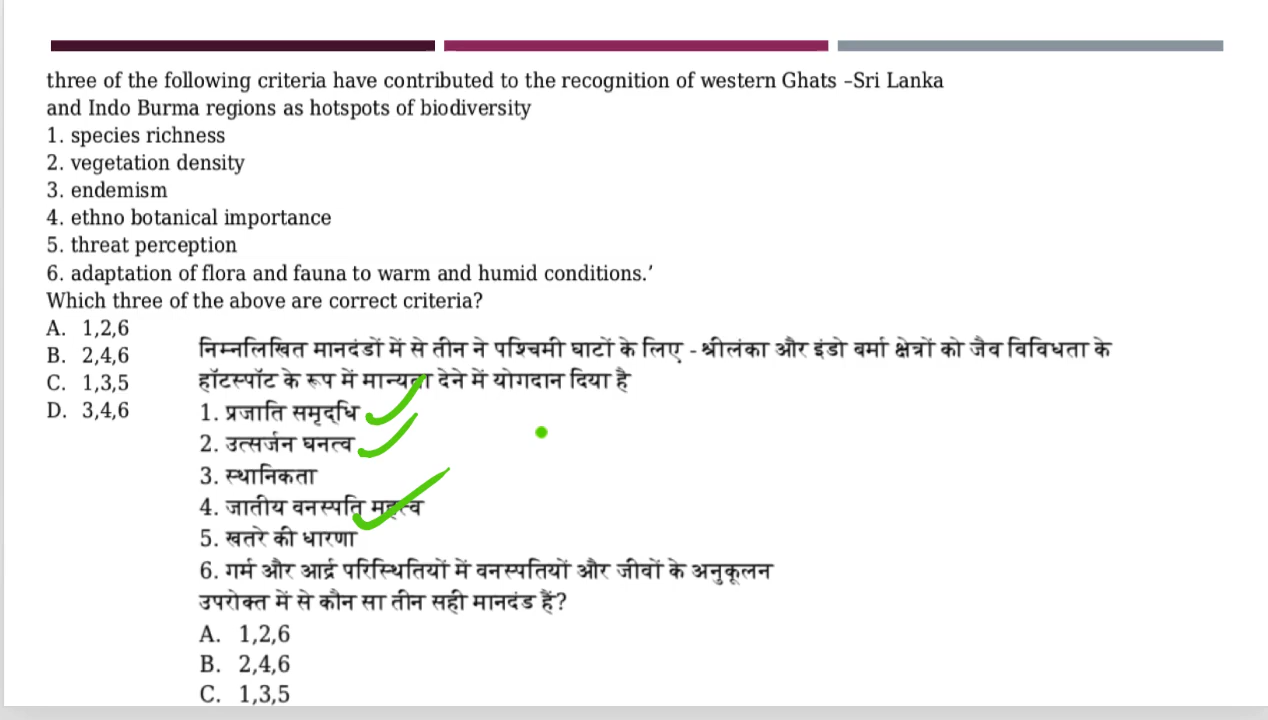 three of the following criteria have contributed to the recognition of western Ghats –Sri Lanka
and Indo Burma regions as hotspots of biodiversity
1. species richness
2. vegetation density
3. endemism
4. ethno botanical importance
5. threat perception
6. adaptation of flora and fauna to warm and humid conditions.’
Which three of the above are correct criteria?
A. 1,2,6
B. 2,4,6
C. 1,3,5
D. 3,4,6
निम्नलिखित मानदंडों में से तीन ने पश्चिमी घाटों के लिए - श्रीलंका और इंडो बर्मा क्षेत्रों को जैव विविधता के
हॉटस्पॉट के रूप में मान्यता देने में योगदान दिया है
1. प्रजाति समृद्धि
2. उत्सर्जन घनत्व
3. स्थानिकता
4. जातीय वनस्पति महत्व
5. खतरे की धारणा
6. गर्म और आर्द्र परिस्थितियों में वनस्पतियों और जीवों के अनुकूलन
उपरोक्त में से कौन सा तीन सही मानदंड हैं?
A. 1,2,6
B. 2,4,6
C. 1,3,5